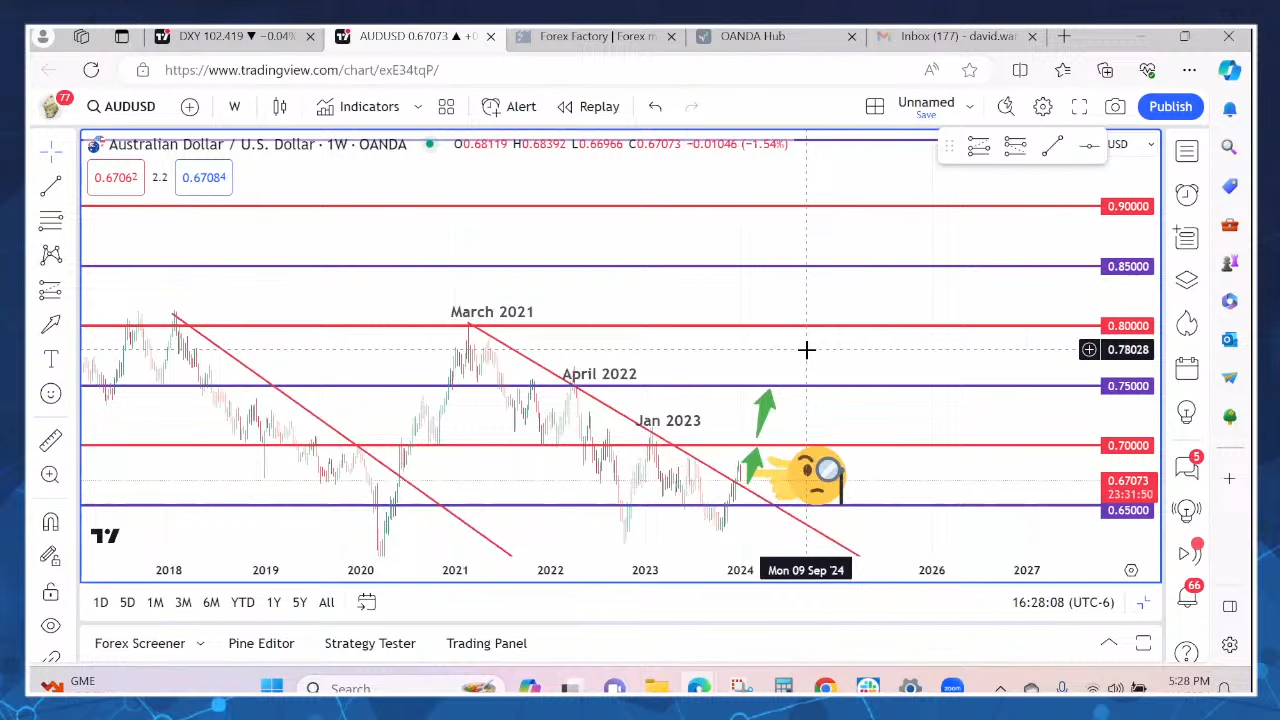 DXY 102.419 ▼ −0.04%
AUDUSD 0.67073 ▲ +0
Forex Factory | Forex m
OANDA Hub
Inbox (177) - david.war
https://www.tradingview.com/chart/exE34tqP/
77
AUDUSD
W
Indicators
Alert
Replay
Unnamed
Save
Publish
Australian Dollar / U.S. Dollar · 1W · OANDA
O0.68119 H0.68392 L0.66966 C0.67073 −0.01046 (−1.54%)
USD
0.67062
2.2
0.67084
0.90000
0.85000
March 2021
0.80000
0.78028
April 2022
0.75000
Jan 2023
0.70000
0.67073
23:31:50
0.65000
5
66
2018
2019
2020
2021
2022
2023
2024
Mon 09 Sep '24
2026
2027
1D
5D
1M
3M
6M
YTD
1Y
5Y
All
16:28:08 (UTC-6)
Forex Screener
Pine Editor
Strategy Tester
Trading Panel
GME
Search
zoom
5:28 PM